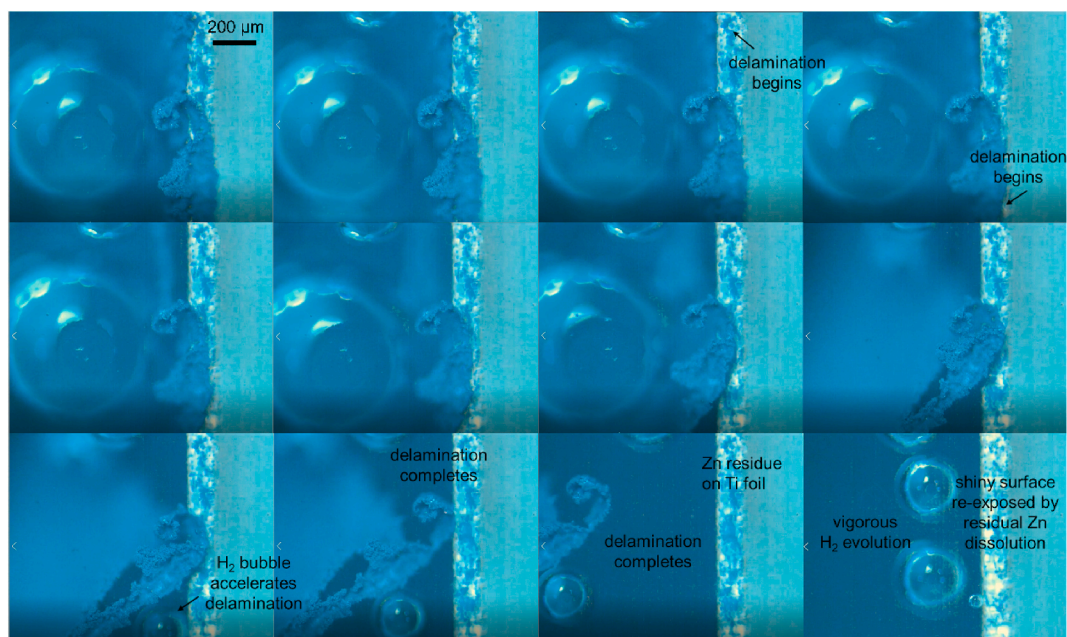 200 µm
delamination
begins
delamination
begins
delamination
completes
H₂ bubble
accelerates
delamination
Zn residue
on Ti foil
delamination
completes
vigorous
H₂ evolution
shiny surface
re-exposed by
residual Zn
dissolution